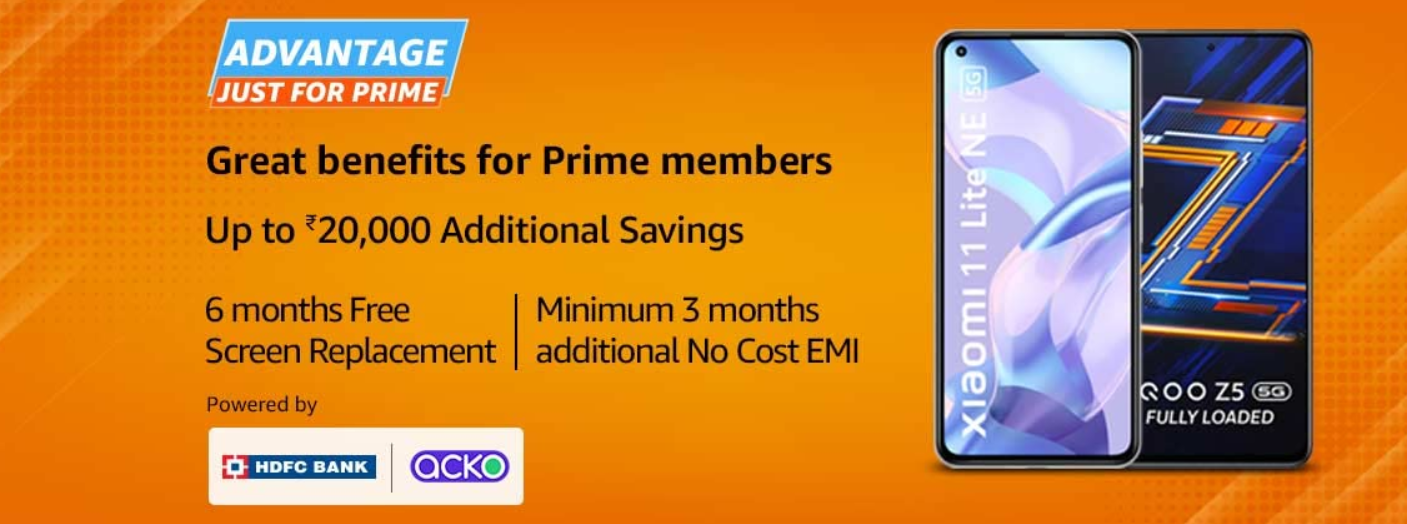 ADVANTAGE
JUST FOR PRIME
Great benefits for Prime members
Up to ₹20,000 Additional Savings
6 months Free
Screen Replacement
Minimum 3 months
additional No Cost EMI
Powered by
HDFC BANK
ACKO
Xiaomi 11 Lite NE 5G
QOO Z5 5G
FULLY LOADED